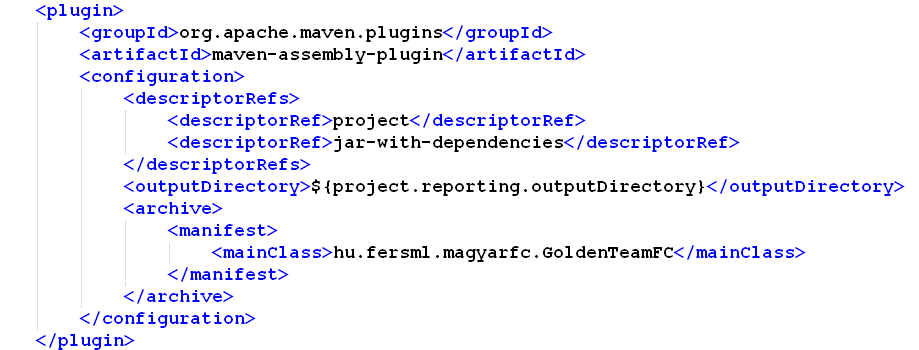 <plugin>
<groupId>org.apache.maven.plugins</groupId>
<artifactId>maven-assembly-plugin</artifactId>
<configuration>
<descriptorRefs>
<descriptorRef>project</descriptorRef>
<descriptorRef>jar-with-dependencies</descriptorRef>
</descriptorRefs>
<outputDirectory>${project.reporting.outputDirectory}</outputDirectory>
<archive>
<manifest>
<mainClass>hu.fersml.magyarfc.GoldenTeamFC</mainClass>
</manifest>
</archive>
</configuration>
</plugin>